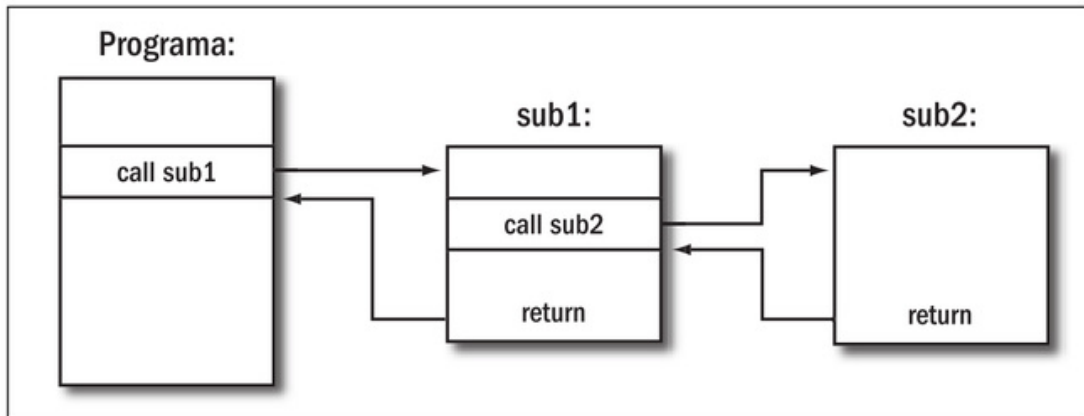 Programa:
call sub1
sub1:
call sub2
return
sub2:
return